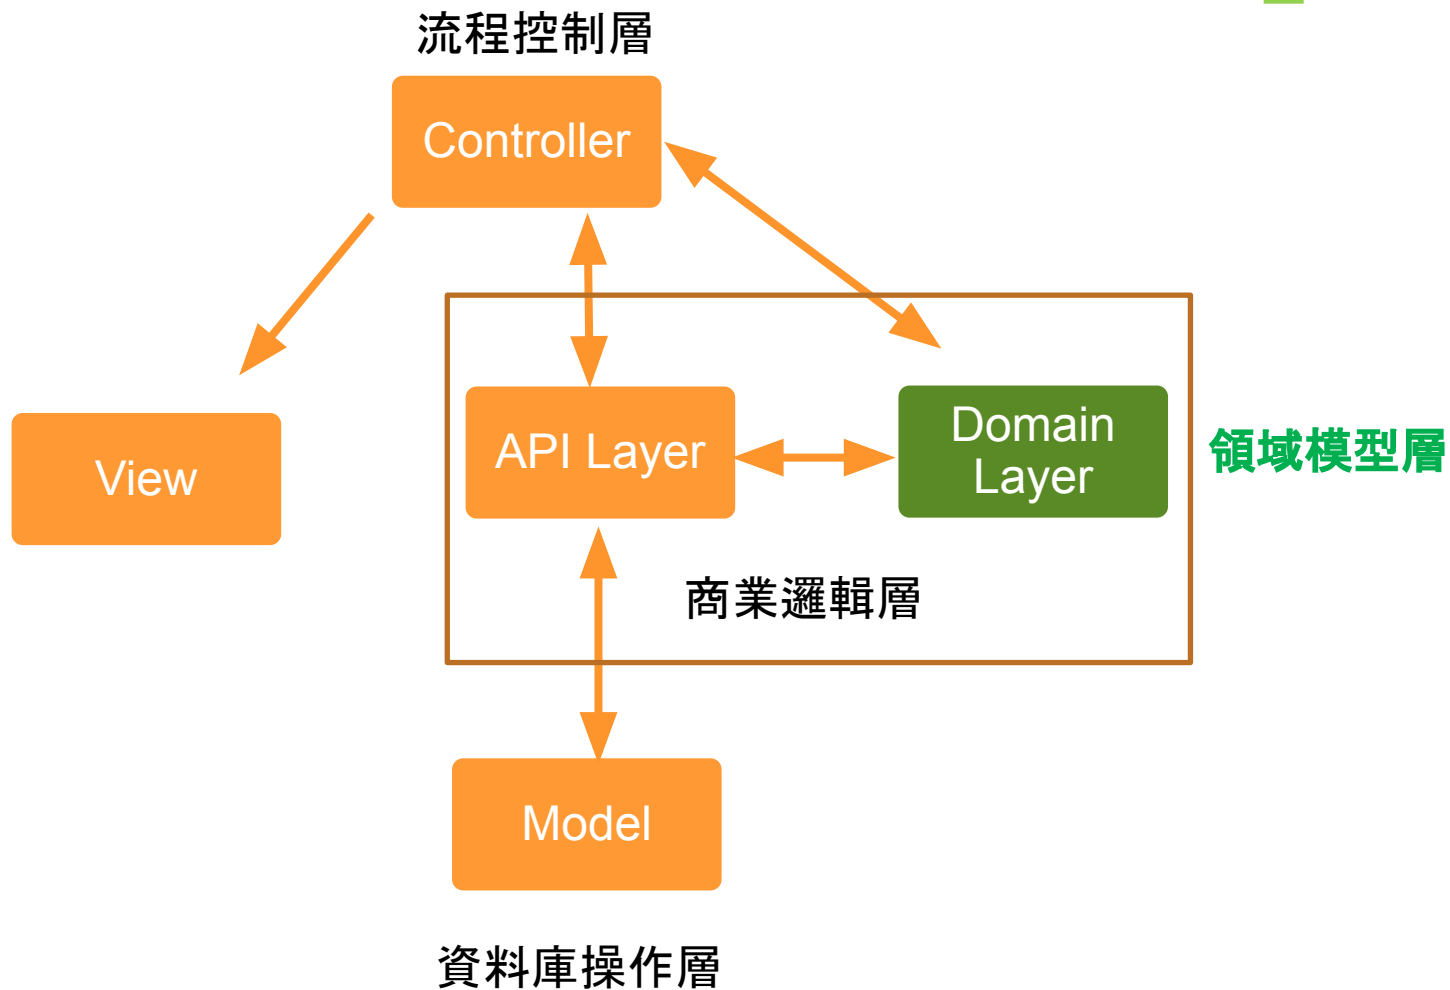 流程控制層
Controller
View
API Layer
Domain
Layer
領域模型層
商業邏輯層
Model
資料庫操作層